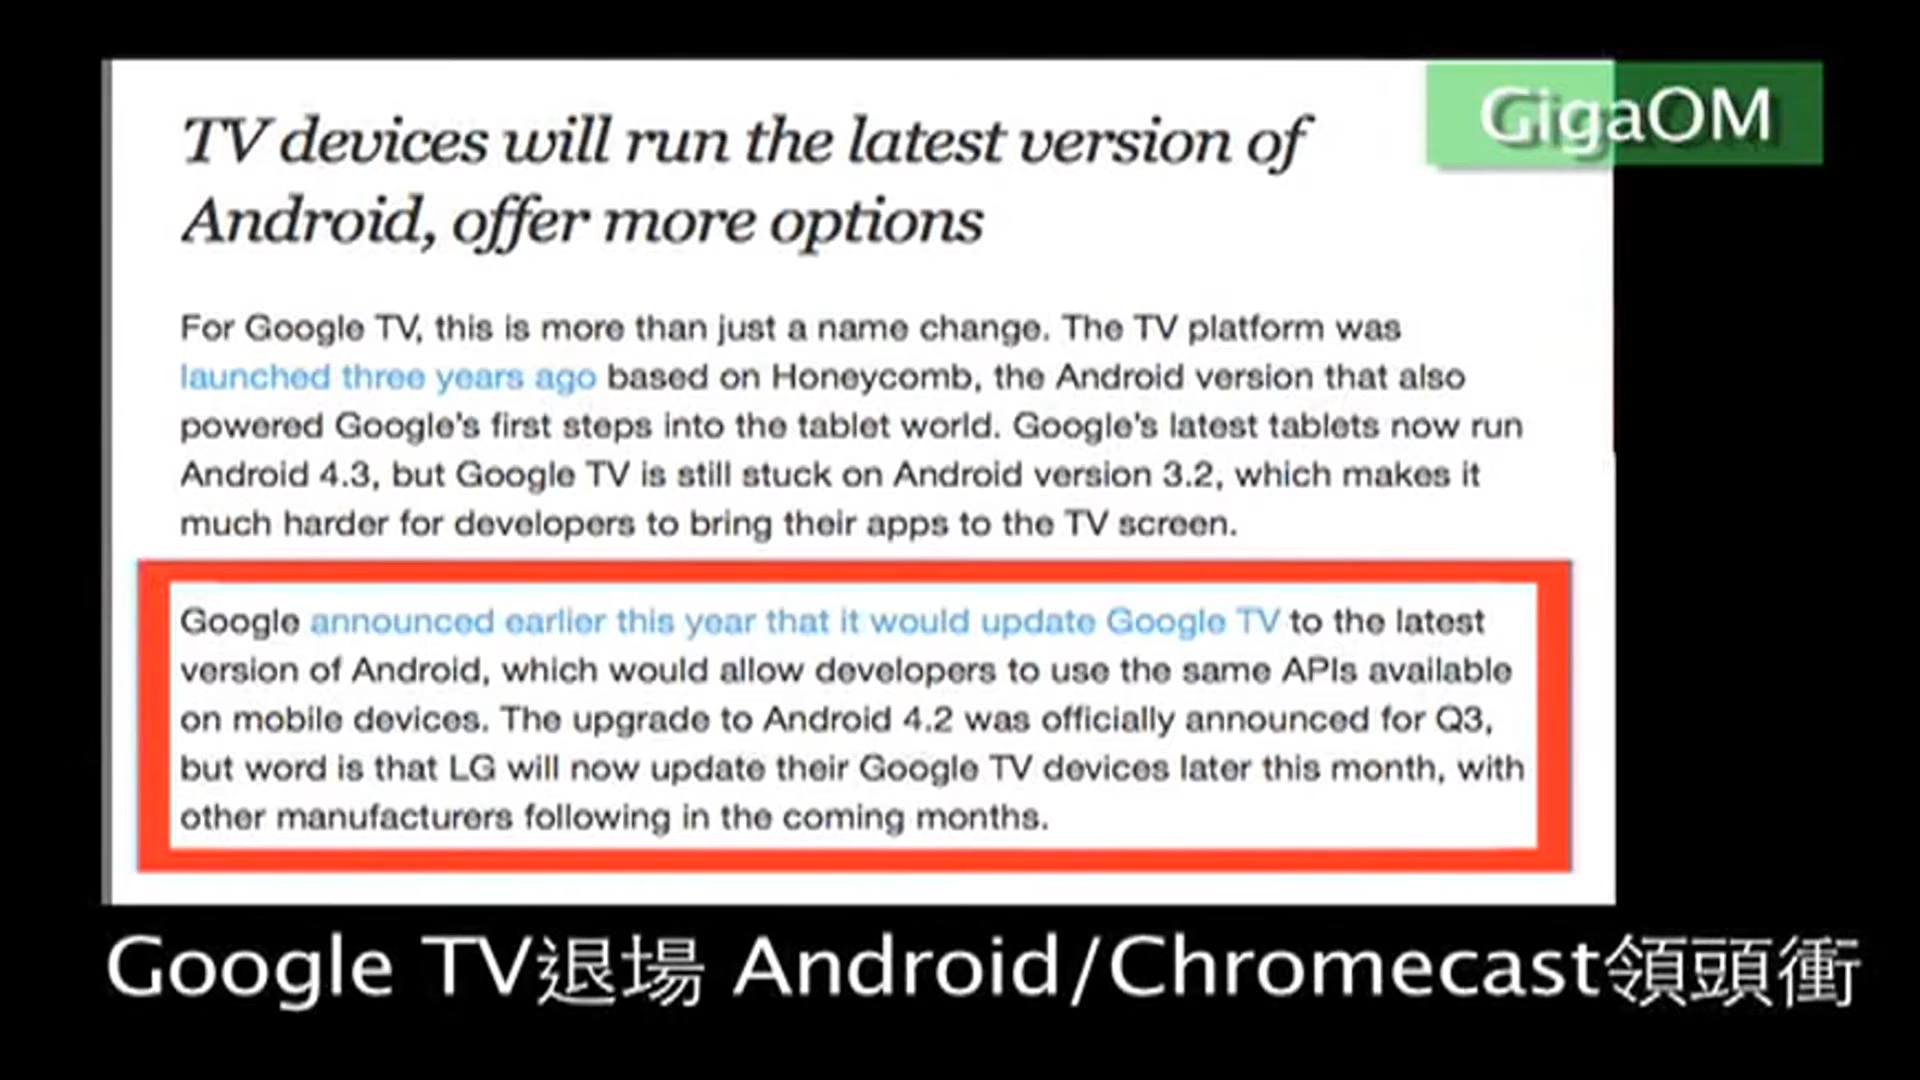 GigaOM
TV devices will run the latest version of
Android, offer more options
For Google TV, this is more than just a name change. The TV platform was
launched three years ago based on Honeycomb, the Android version that also
powered Google's first steps into the tablet world. Google's latest tablets now run
Android 4.3, but Google TV is still stuck on Android version 3.2, which makes it
much harder for developers to bring their apps to the TV screen.
Google announced earlier this year that it would update Google TV to the latest
version of Android, which would allow developers to use the same APIs available
on mobile devices. The upgrade to Android 4.2 was officially announced for Q3,
but word is that LG will now update their Google TV devices later this month, with
other manufacturers following in the coming months.
Google TV退場 Android/Chromecast領頭衝